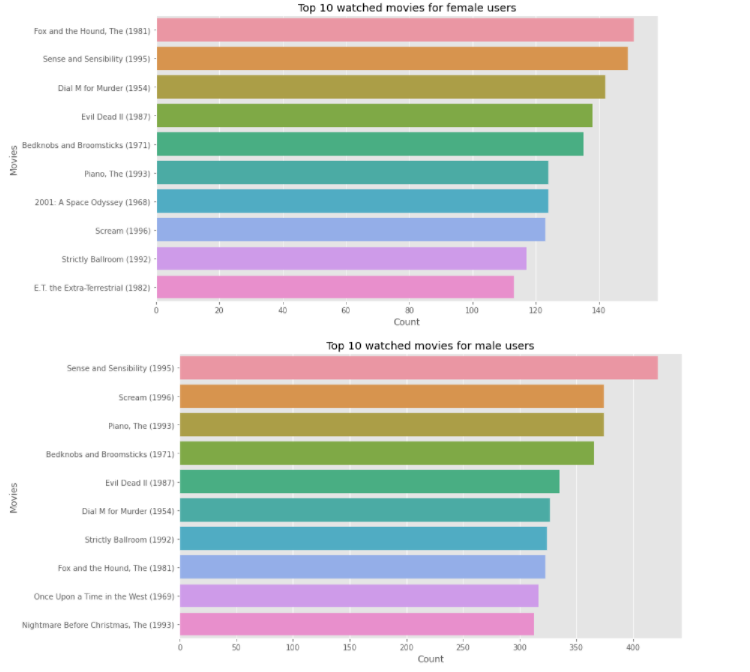 Top 10 watched movies for female users
Movies
Fox and the Hound, The (1981)
Sense and Sensibility (1995)
Dial M for Murder (1954)
Evil Dead II (1987)
Bedknobs and Broomsticks (1971)
Piano, The (1993)
2001: A Space Odyssey (1968)
Scream (1996)
Strictly Ballroom (1992)
E.T. the Extra-Terrestrial (1982)
0 20 40 60 80 100 120 140
Count
Top 10 watched movies for male users
Movies
Sense and Sensibility (1995)
Scream (1996)
Piano, The (1993)
Bedknobs and Broomsticks (1971)
Evil Dead II (1987)
Dial M for Murder (1954)
Strictly Ballroom (1992)
Fox and the Hound, The (1981)
Once Upon a Time in the West (1969)
Nightmare Before Christmas, The (1993)
0 50 100 150 200 250 300 350 400
Count